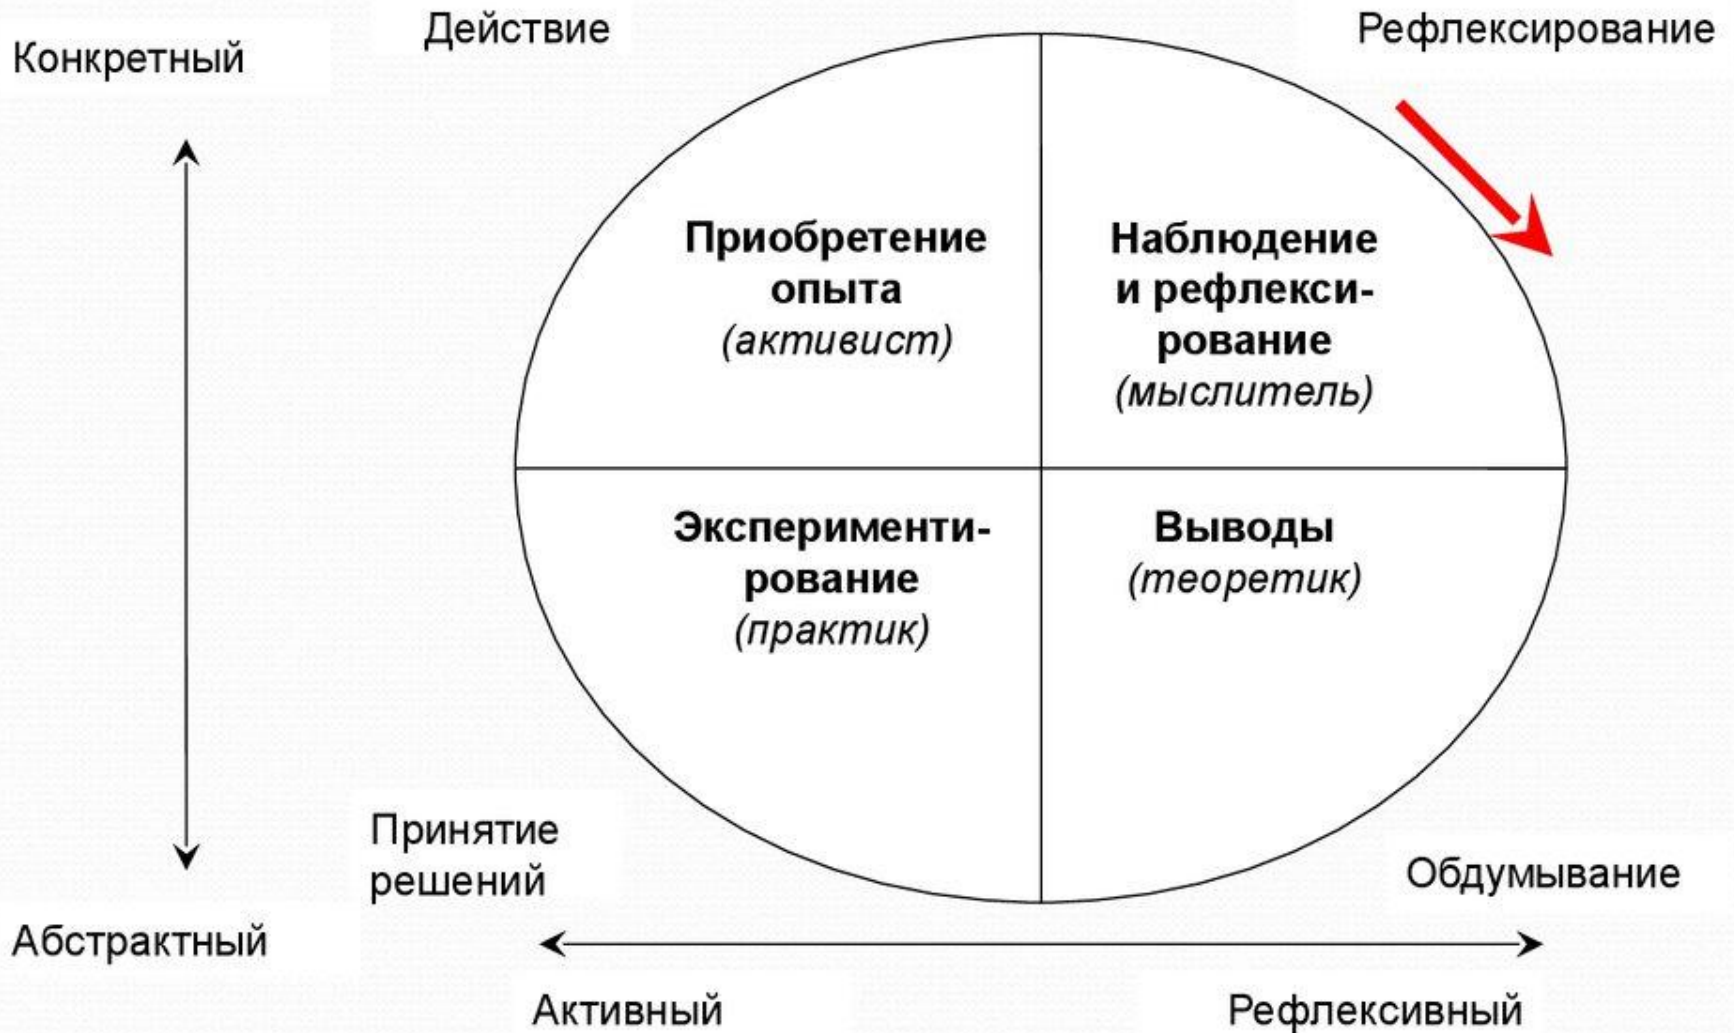 Действие
Рефлексирование
Конкретный
Приобретение
опыта
(активист)
Наблюдение
и рефлекси-
рование
(мыслитель)
Эксперименти-
рование
(практик)
Выводы
(теоретик)
Принятие
решений
Обдумывание
Абстрактный
Активный
Рефлексивный